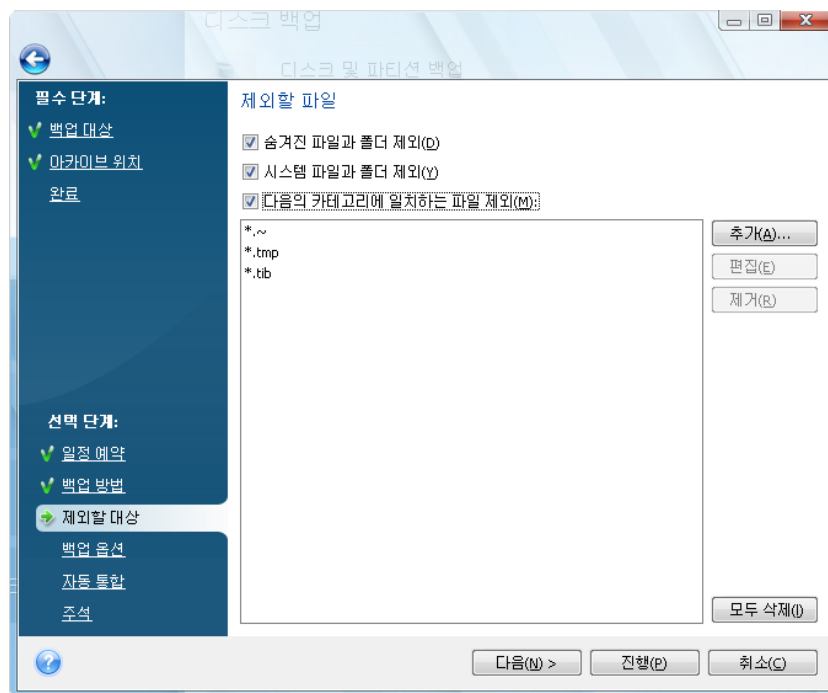 디스크 백업
디스크 및 파티션 백업
필수 단계:
백업 대상
아카이브 위치
완료
선택 단계:
일정 예약
백업 방법
제외할 대상
백업 옵션
자동 통합
주석
제외할 파일
숨겨진 파일과 폴더 제외(D)
시스템 파일과 폴더 제외(Y)
다음의 카테고리에 일치하는 파일 제외(M):
*.~
*.tmp
*.tib
추가(A)...
편집(E)
제거(R)
모두 삭제(I)
다음(N) >
진행(P)
취소(C)